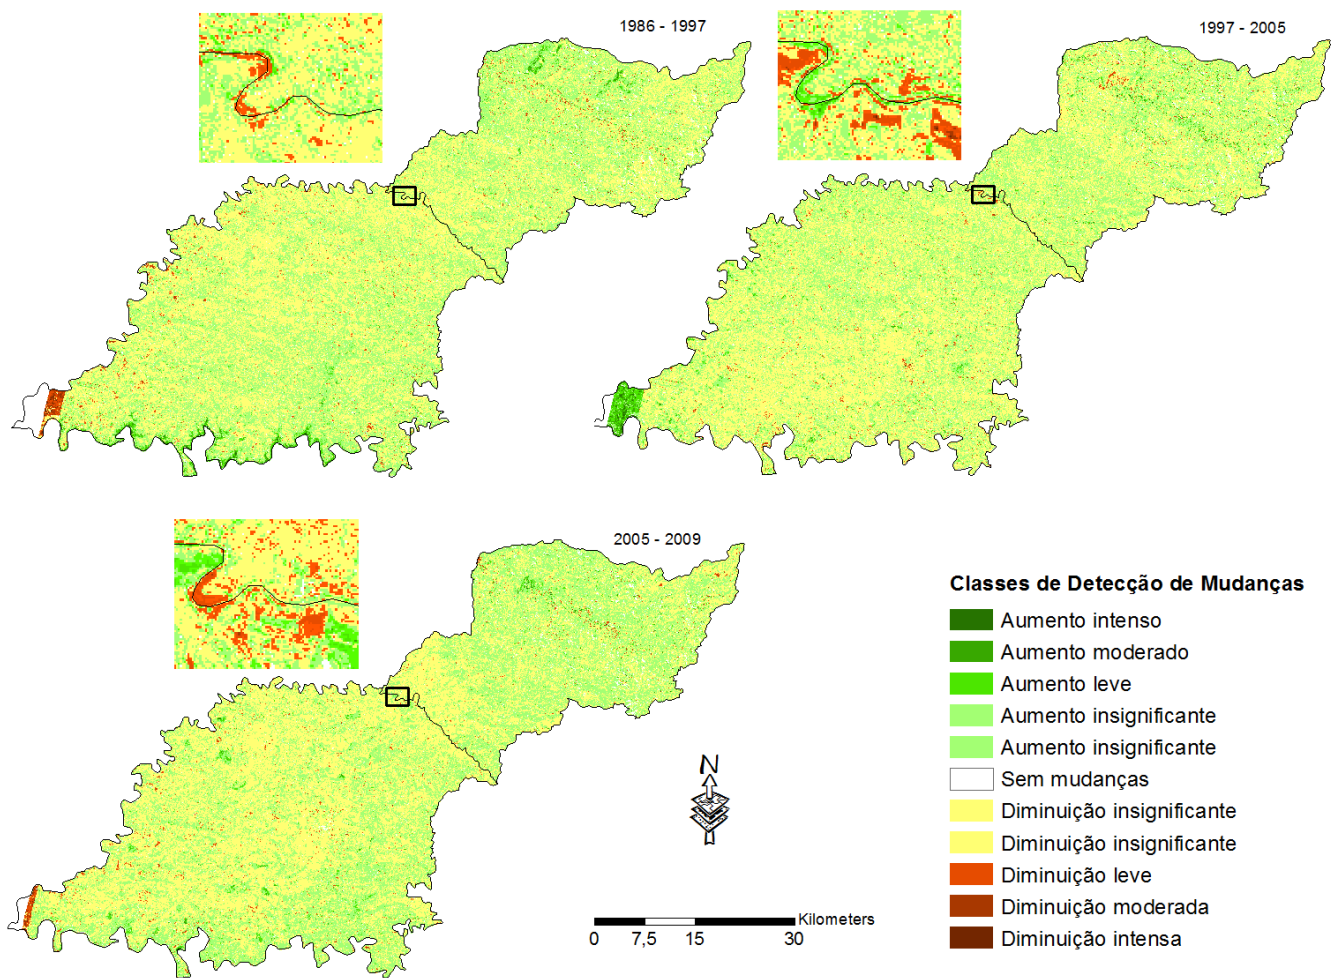 1986 - 1997
1997 - 2005
2005 - 2009
N
Kilometers
0 7,5 15 30
Classes de Detecção de Mudanças
Aumento intenso
Aumento moderado
Aumento leve
Aumento insignificante
Aumento insignificante
Sem mudanças
Diminuição insignificante
Diminuição insignificante
Diminuição leve
Diminuição moderada
Diminuição intensa